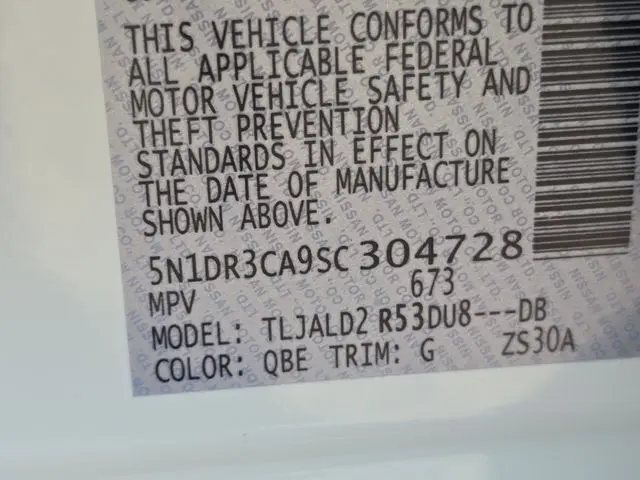 THIS VEHICLE CONFORMS TO
ALL APPLICABLE FEDERAL
MOTOR VEHICLE SAFETY AND
THEFT PREVENTION
STANDARDS IN EFFECT ON
THE DATE OF MANUFACTURE
SHOWN ABOVE.
5N1DR3CA9SC304728
MPV 673
MODEL: TLJALD2 R53DU8---DB
COLOR: QBE TRIM: G ZS30A